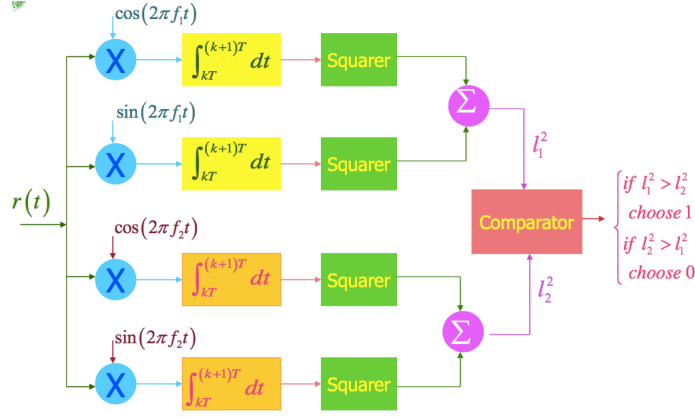 cos(2πf₁t)
X ∫_{kT}^{(k+1)T} dt Squarer
Σ
sin(2πf₁t)
X ∫_{kT}^{(k+1)T} dt Squarer
l₁²
r(t)
Comparator
{if l₁² > l₂²
choose 1
if l₂² > l₁²
choose 0
cos(2πf₂t)
X ∫_{kT}^{(k+1)T} dt Squarer
l₂²
Σ
sin(2πf₂t)
X ∫_{kT}^{(k+1)T} dt Squarer